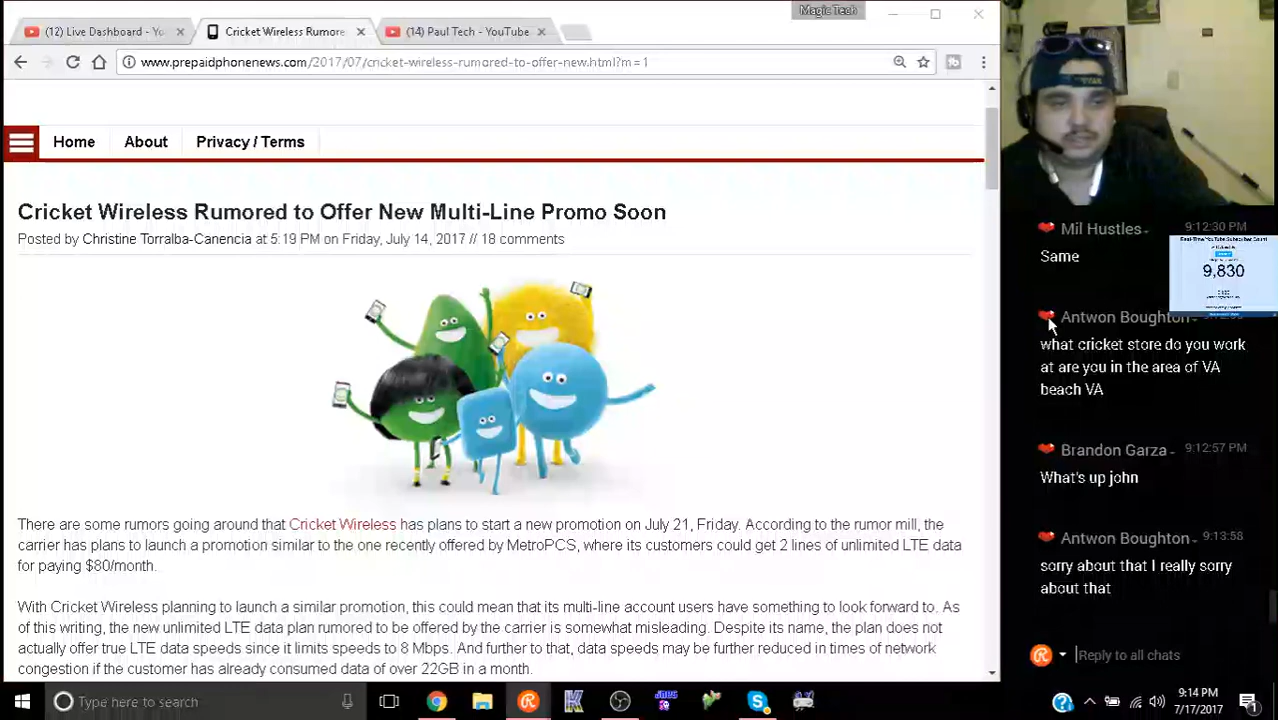 Magic Tech
(12) Live Dashboard - Yo
Cricket Wireless Rumore
(14) Paul Tech - YouTube
www.prepaidphonenews.com/2017/07/cricket-wireless-rumored-to-offer-new.html?m=1
Home
About
Privacy / Terms
Cricket Wireless Rumored to Offer New Multi-Line Promo Soon
Posted by Christine Torralba-Canencia at 5:19 PM on Friday, July 14, 2017 // 18 comments
There are some rumors going around that Cricket Wireless has plans to start a new promotion on July 21, Friday. According to the rumor mill, the
carrier has plans to launch a promotion similar to the one recently offered by MetroPCS, where its customers could get 2 lines of unlimited LTE data
for paying $80/month.
With Cricket Wireless planning to launch a similar promotion, this could mean that its multi-line account users have something to look forward to. As
of this writing, the new unlimited LTE data plan rumored to be offered by the carrier is somewhat misleading. Despite its name, the plan does not
actually offer true LTE data speeds since it limits speeds to 8 Mbps. And further to that, data speeds may be further reduced in times of network
congestion if the customer has already consumed data of over 22GB in a month.
Mil Hustles
9:12:30 PM
Same
Real-Time YouTube Subscriber Count
9,830
Antwon Boughton
what cricket store do you work
at are you in the area of VA
beach VA
Brandon Garza
9:12:57 PM
What's up john
Antwon Boughton
9:13:58
sorry about that I really sorry
about that
Reply to all chats
Type here to search
9:14 PM
7/17/2017